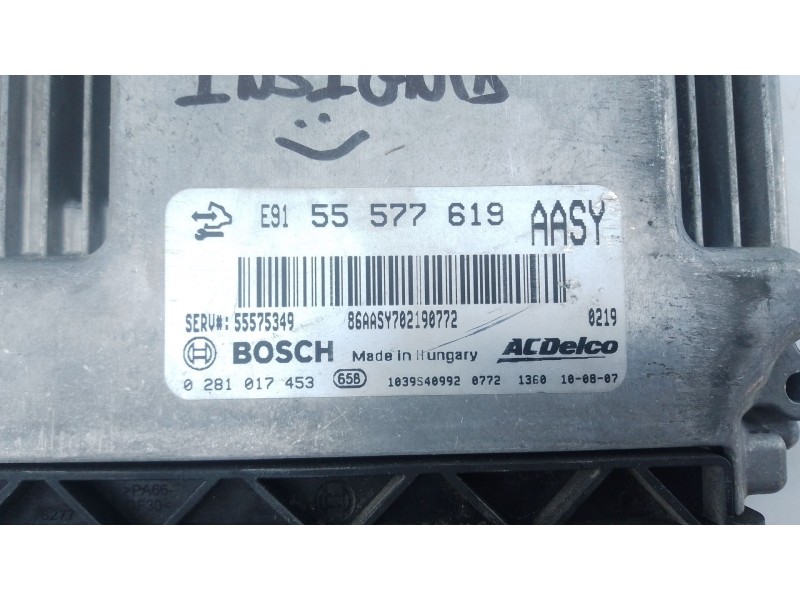 INSIGNIA
E91 55 577 619 AASY
SERV#: 55575349 86AASY702190772 0219
BOSCH Made in Hungary ACDelco
0 281 017 453 658 1039S40992 0772 1360 10-08-07
>PA66-